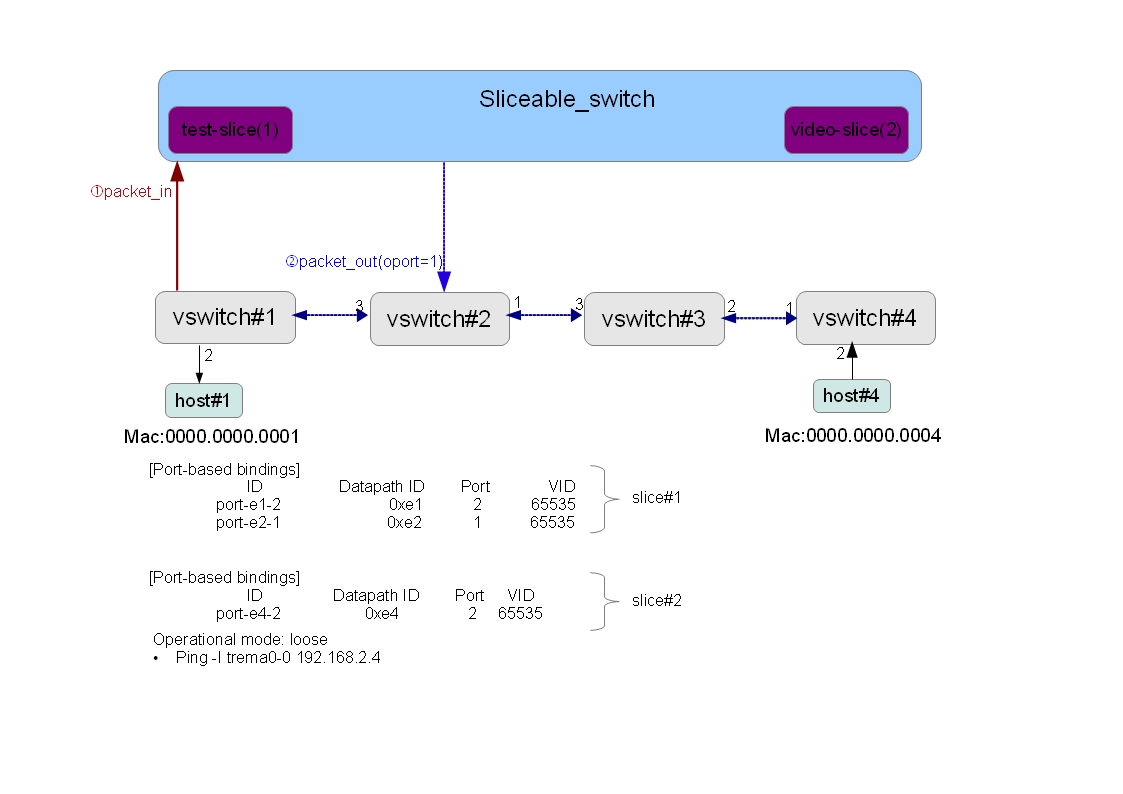 Sliceable_switch
test-slice(1)
video-slice(2)
①packet_in
②packet_out(oport=1)
vswitch#1
3
vswitch#2
1
3
vswitch#3
2
1
vswitch#4
2
2
host#1
host#4
Mac:0000.0000.0001
Mac:0000.0000.0004
[Port-based bindings]
ID Datapath ID Port VID
port-e1-2 0xe1 2 65535
port-e2-1 0xe2 1 65535
slice#1
[Port-based bindings]
ID Datapath ID Port VID
port-e4-2 0xe4 2 65535
slice#2
Operational mode: loose
• Ping -I trema0-0 192.168.2.4